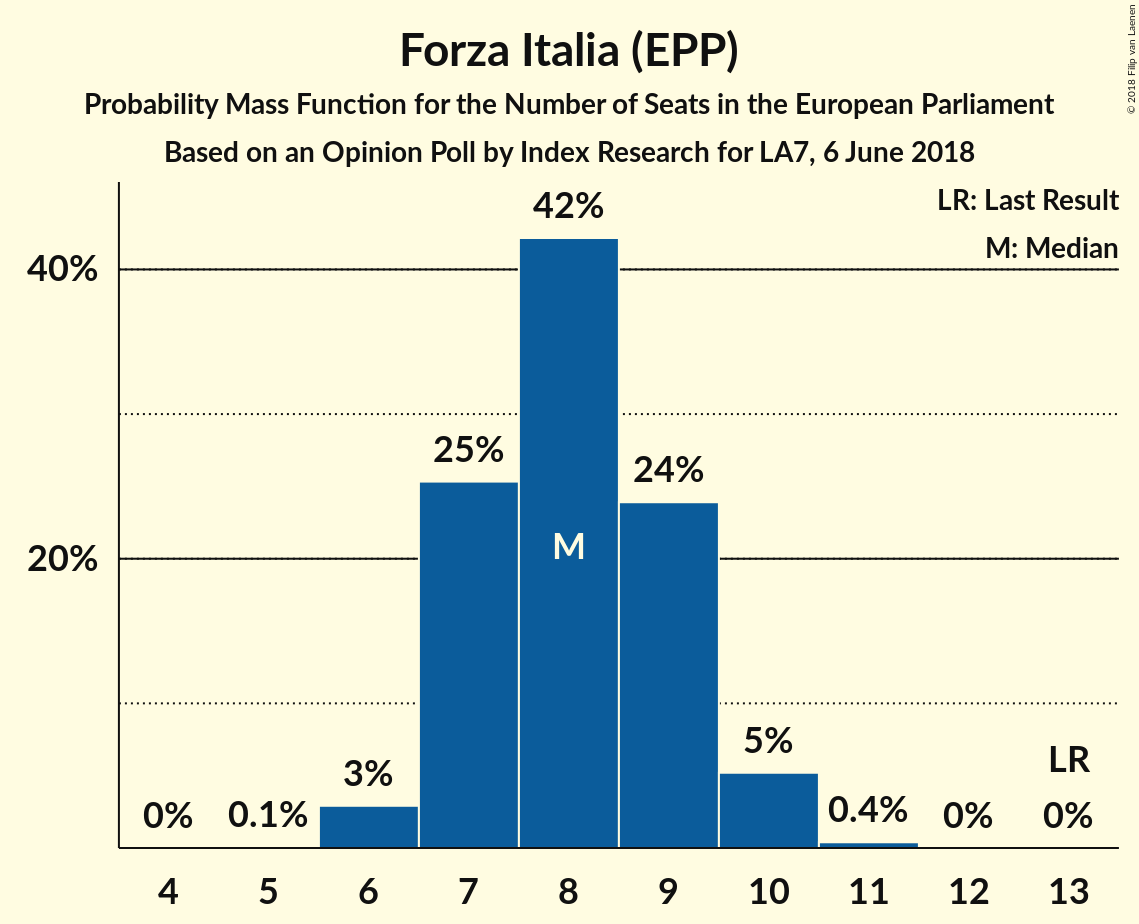 Forza Italia (EPP)
Probability Mass Function for the Number of Seats in the European Parliament
Based on an Opinion Poll by Index Research for LA7, 6 June 2018
© 2018 Filip van Laenen
LR: Last Result
M: Median
40%
20%
0%
0.1%
3%
25%
42%
M
24%
5%
0.4%
0%
LR
0%
4 5 6 7 8 9 10 11 12 13